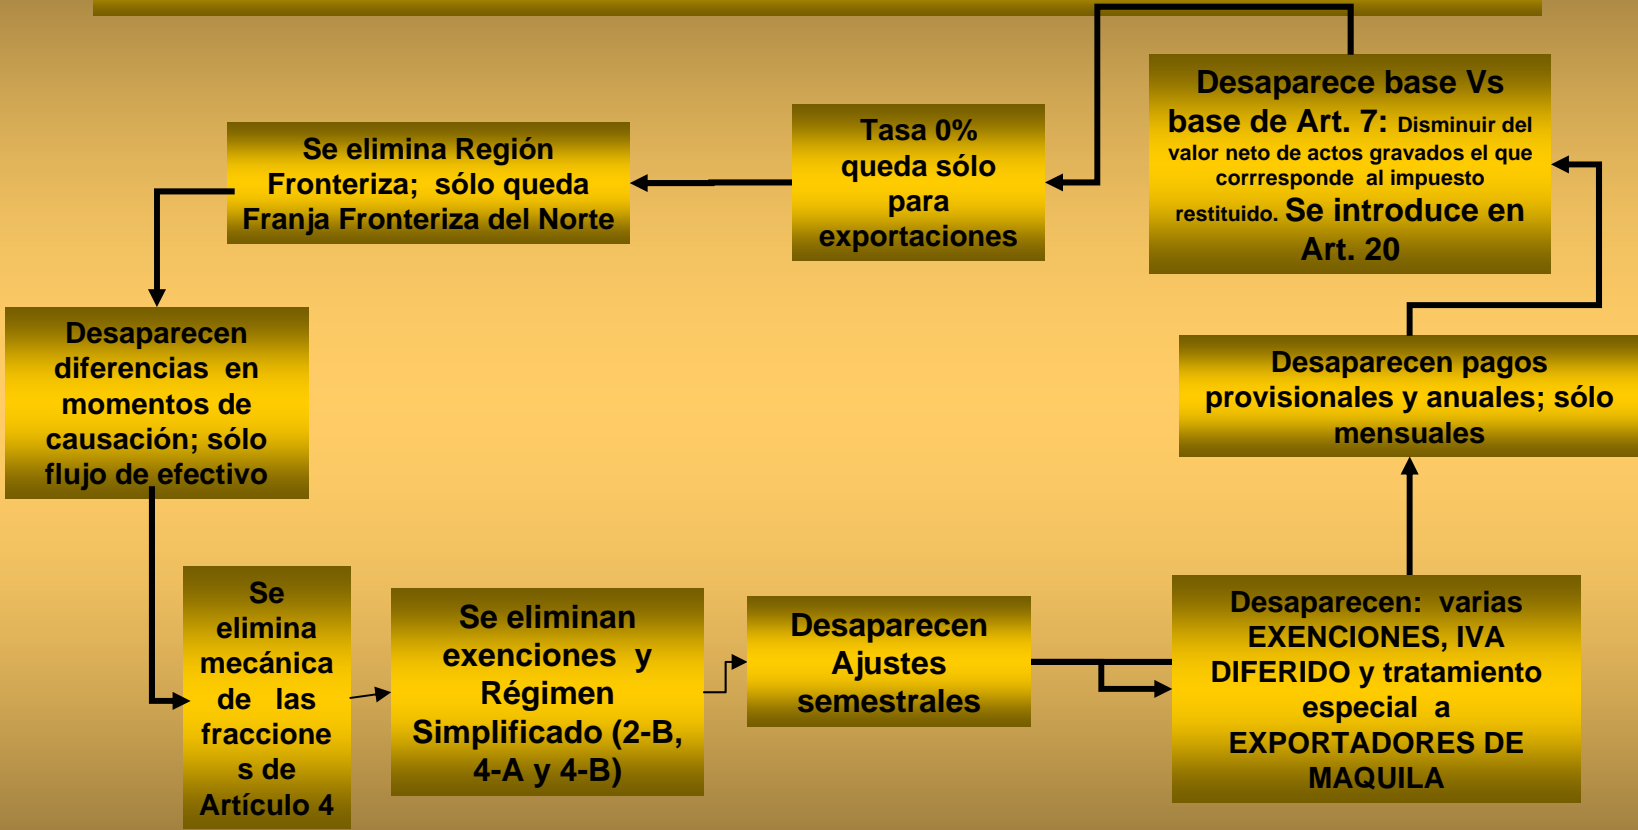 Desaparece base Vs
base de Art. 7: Disminuir del
valor neto de actos gravados el que
corrresponde al impuesto
restituido. Se introduce en
Art. 20
Tasa 0%
queda sólo
para
exportaciones
Se elimina Región
Fronteriza; sólo queda
Franja Fronteriza del Norte
Desaparecen
diferencias en
momentos de
causación; sólo
flujo de efectivo
Desaparecen pagos
provisionales y anuales; sólo
mensuales
Se
elimina
mecánica
de las
fraccione
s de
Artículo 4
Se eliminan
exenciones y
Régimen
Simplificado (2-B,
4-A y 4-B)
Desaparecen
Ajustes
semestrales
Desaparecen: varias
EXENCIONES, IVA
DIFERIDO y tratamiento
especial a
EXPORTADORES DE
MAQUILA